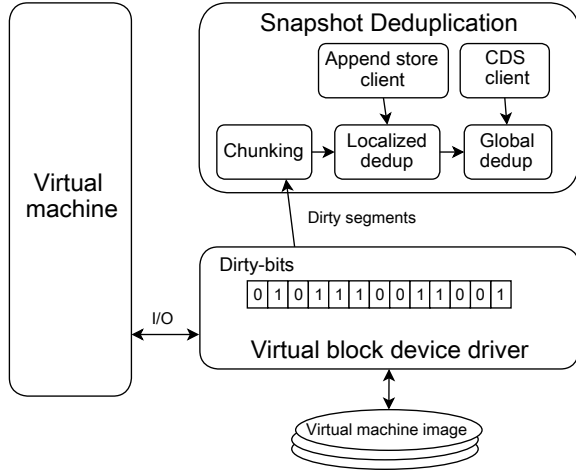 Snapshot Deduplication
Append store
client
CDS
client
Chunking
Localized
dedup
Global
dedup
Virtual
machine
Dirty segments
Dirty-bits
0 1 0 1 1 1 0 0 1 1 0 0 1
I/O
Virtual block device driver
Virtual machine image